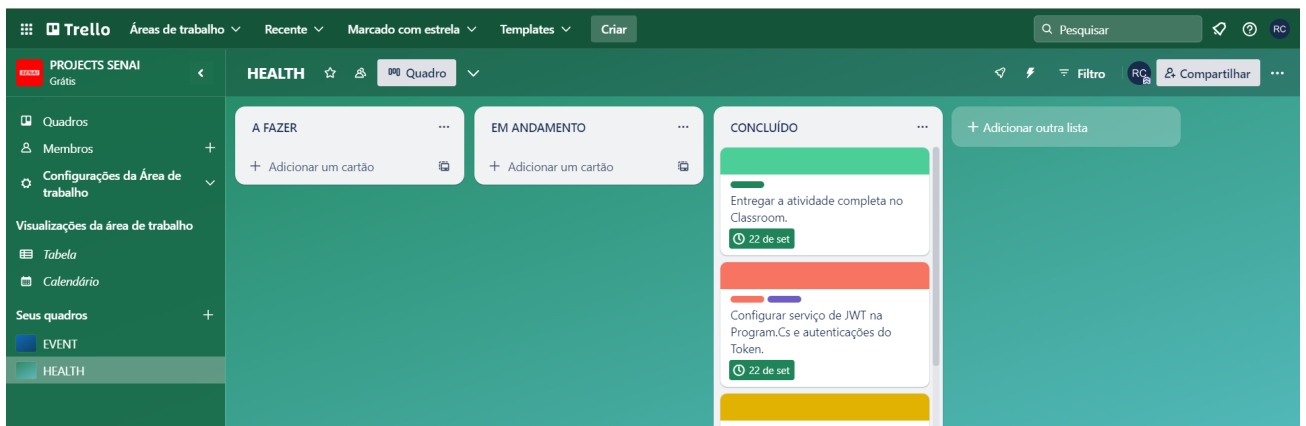 Trello Áreas de trabalho Recente Marcado com estrela Templates Criar Pesquisar RC
SENAI PROJECTS SENAI
Grátis
HEALTH Quadro Filtro RC Compartilhar
Quadros
Membros
Configurações da Área de
trabalho
Visualizações da área de trabalho
Tabela
Calendário
Seus quadros
EVENT
HEALTH
A FAZER
Adicionar um cartão
EM ANDAMENTO
Adicionar um cartão
CONCLUÍDO
Entregar a atividade completa no
Classroom.
22 de set
Configurar serviço de JWT na
Program.Cs e autenticações do
Token.
22 de set
+ Adicionar outra lista